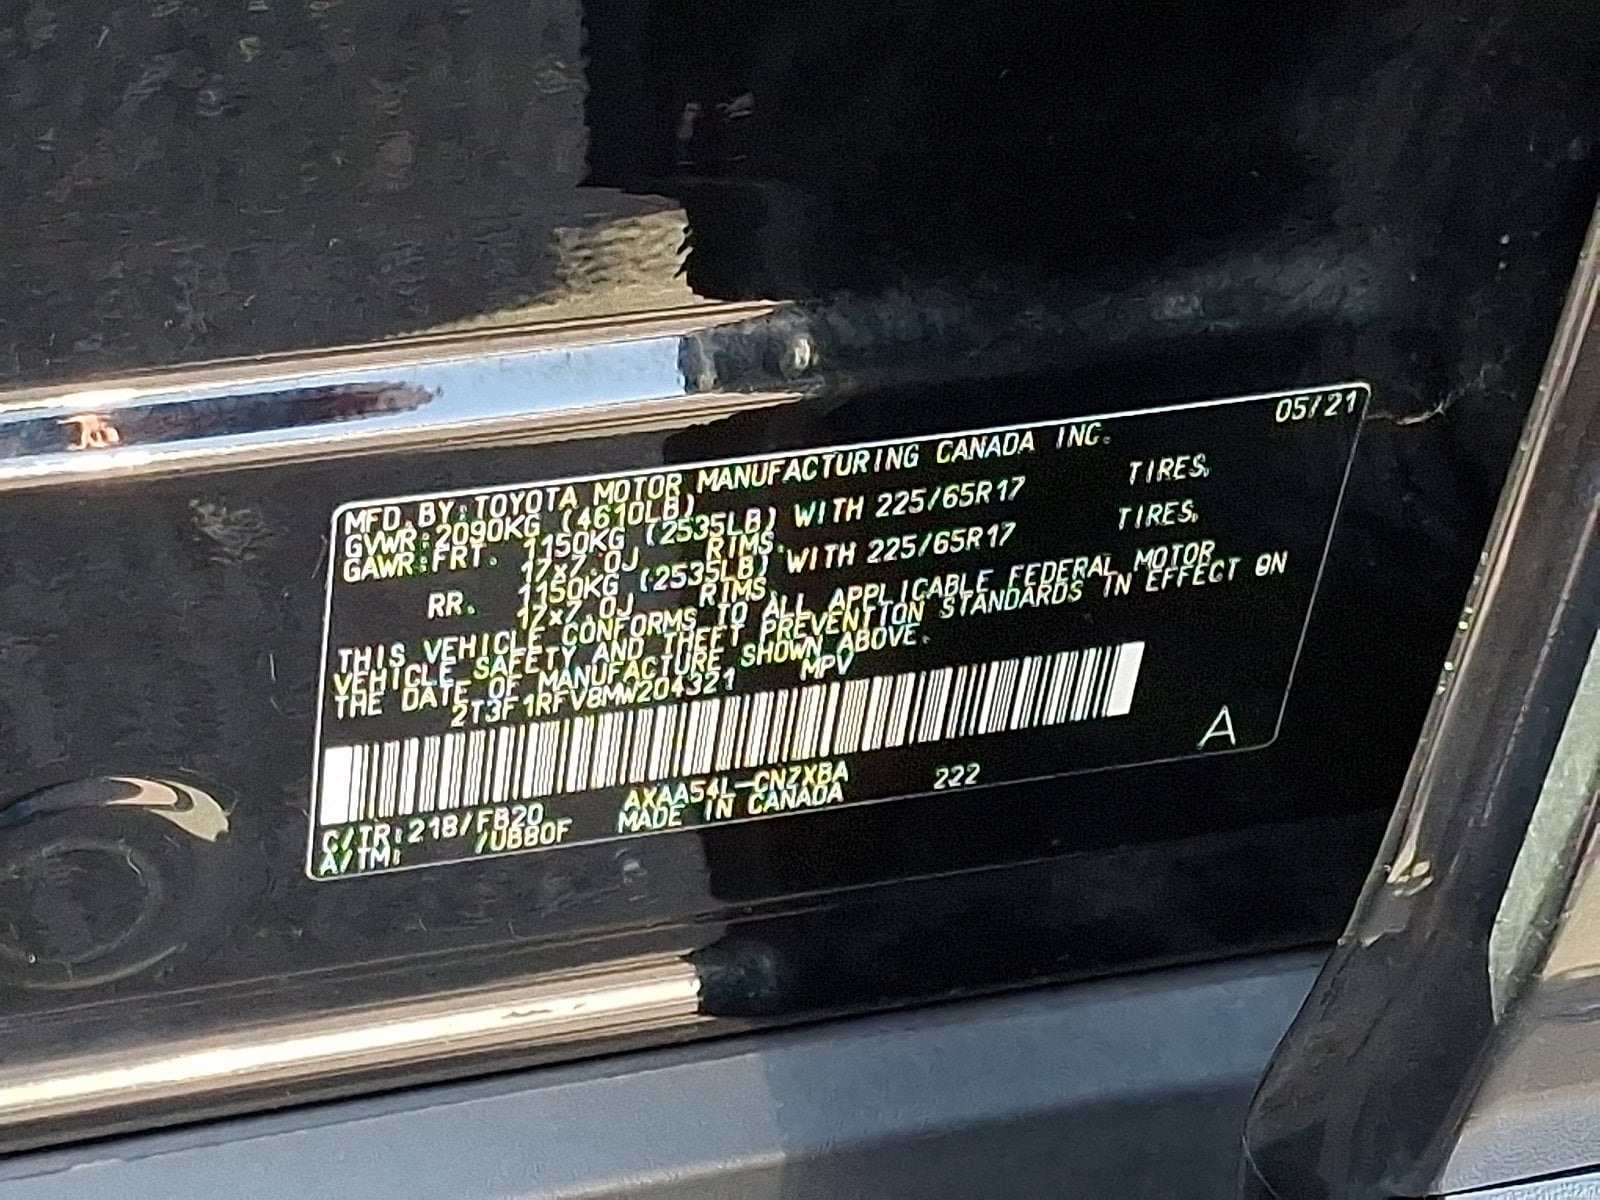 05/21
MFD.BY:TOYOTA MOTOR MANUFACTURING CANADA INC.
GVWR:2090KG (4610LB)
GAWR:FRT. 1150KG (2535LB) WITH 225/65R17 TIRES,
17x7.0J RIMS.
RR. 1150KG (2535LB) WITH 225/65R17 TIRES,
17x7.0J RIMS.
THIS VEHICLE CONFORMS TO ALL APPLICABLE FEDERAL MOTOR
VEHICLE SAFETY AND THEFT PREVENTION STANDARDS IN EFFECT ON
THE DATE OF MANUFACTURE SHOWN ABOVE.
2T3F1RFV8MW204321 MPV
A
C/TR:218/FB20 AXAA54L-CNZXBA 222
A/TM: /UB80F MADE IN CANADA